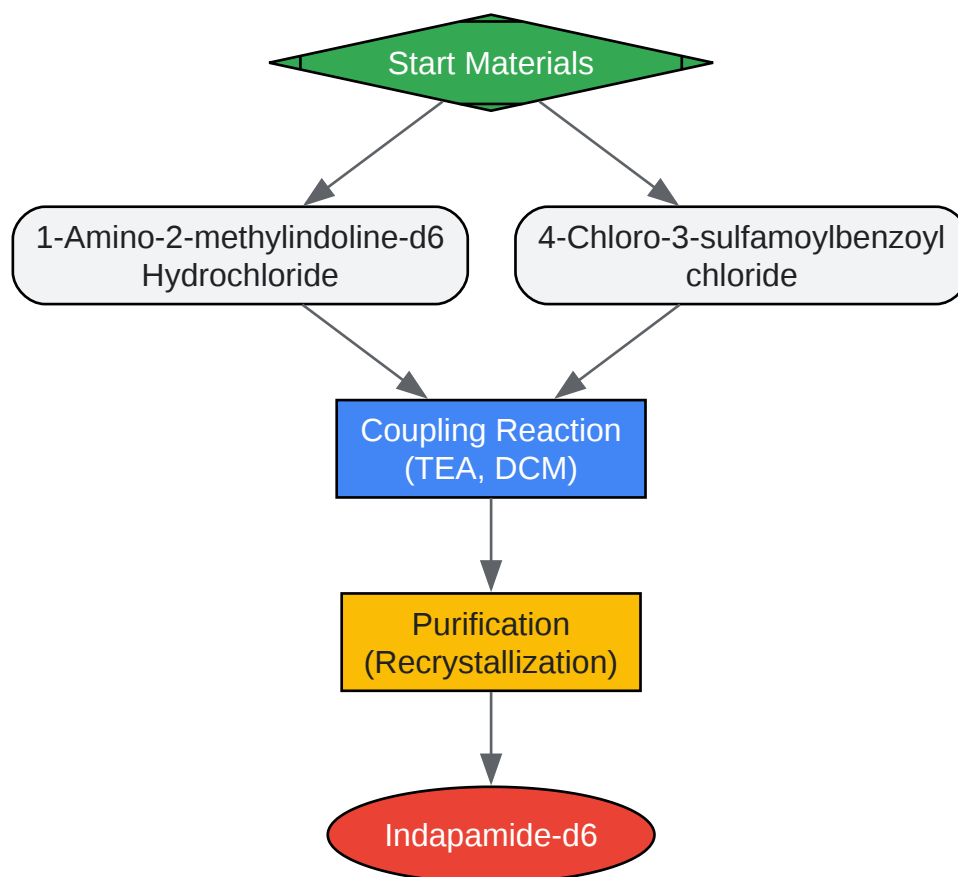 Start Materials
1-Amino-2-methylindoline-d6
Hydrochloride
4-Chloro-3-sulfamoylbenzoyl
chloride
Coupling Reaction
(TEA, DCM)
Purification
(Recrystallization)
Indapamide-d6